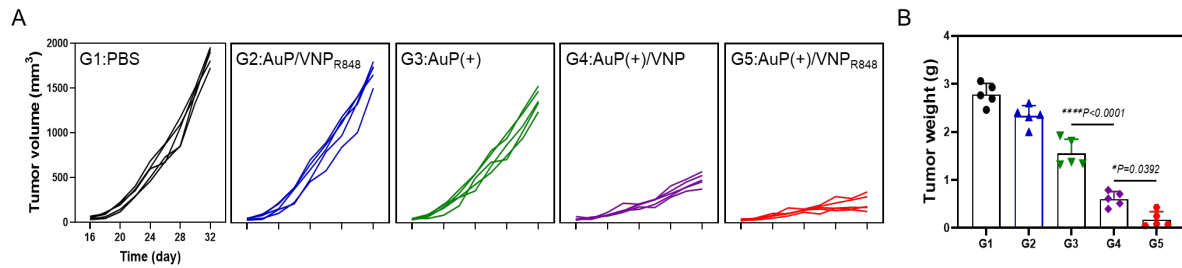 A
Tumor volume (mm³)
2000
1500
1000
500
0
G1:PBS
G2:AuP/VNP_R848
G3:AuP(+)
G4:AuP(+)/VNP
G5:AuP(+)/VNP_R848
16 20 24 28 32
Time (day)
B
Tumor weight (g)
4
3
2
1
0
****P<0.0001
*P=0.0392
G1 G2 G3 G4 G5